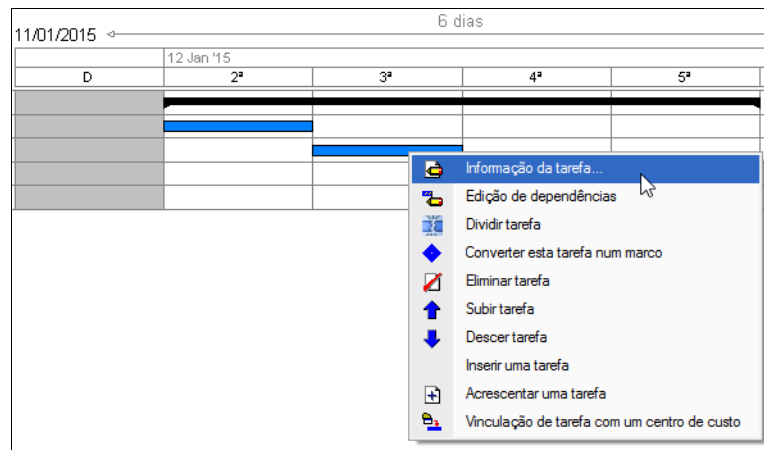 6 dias
11/01/2015
12 Jan '15
D 2ª 3ª 4ª 5ª
Informação da tarefa...
Edição de dependências
Dividir tarefa
Converter esta tarefa num marco
Eliminar tarefa
Subir tarefa
Descer tarefa
Inserir uma tarefa
Acrescentar uma tarefa
Vinculação de tarefa com um centro de custo